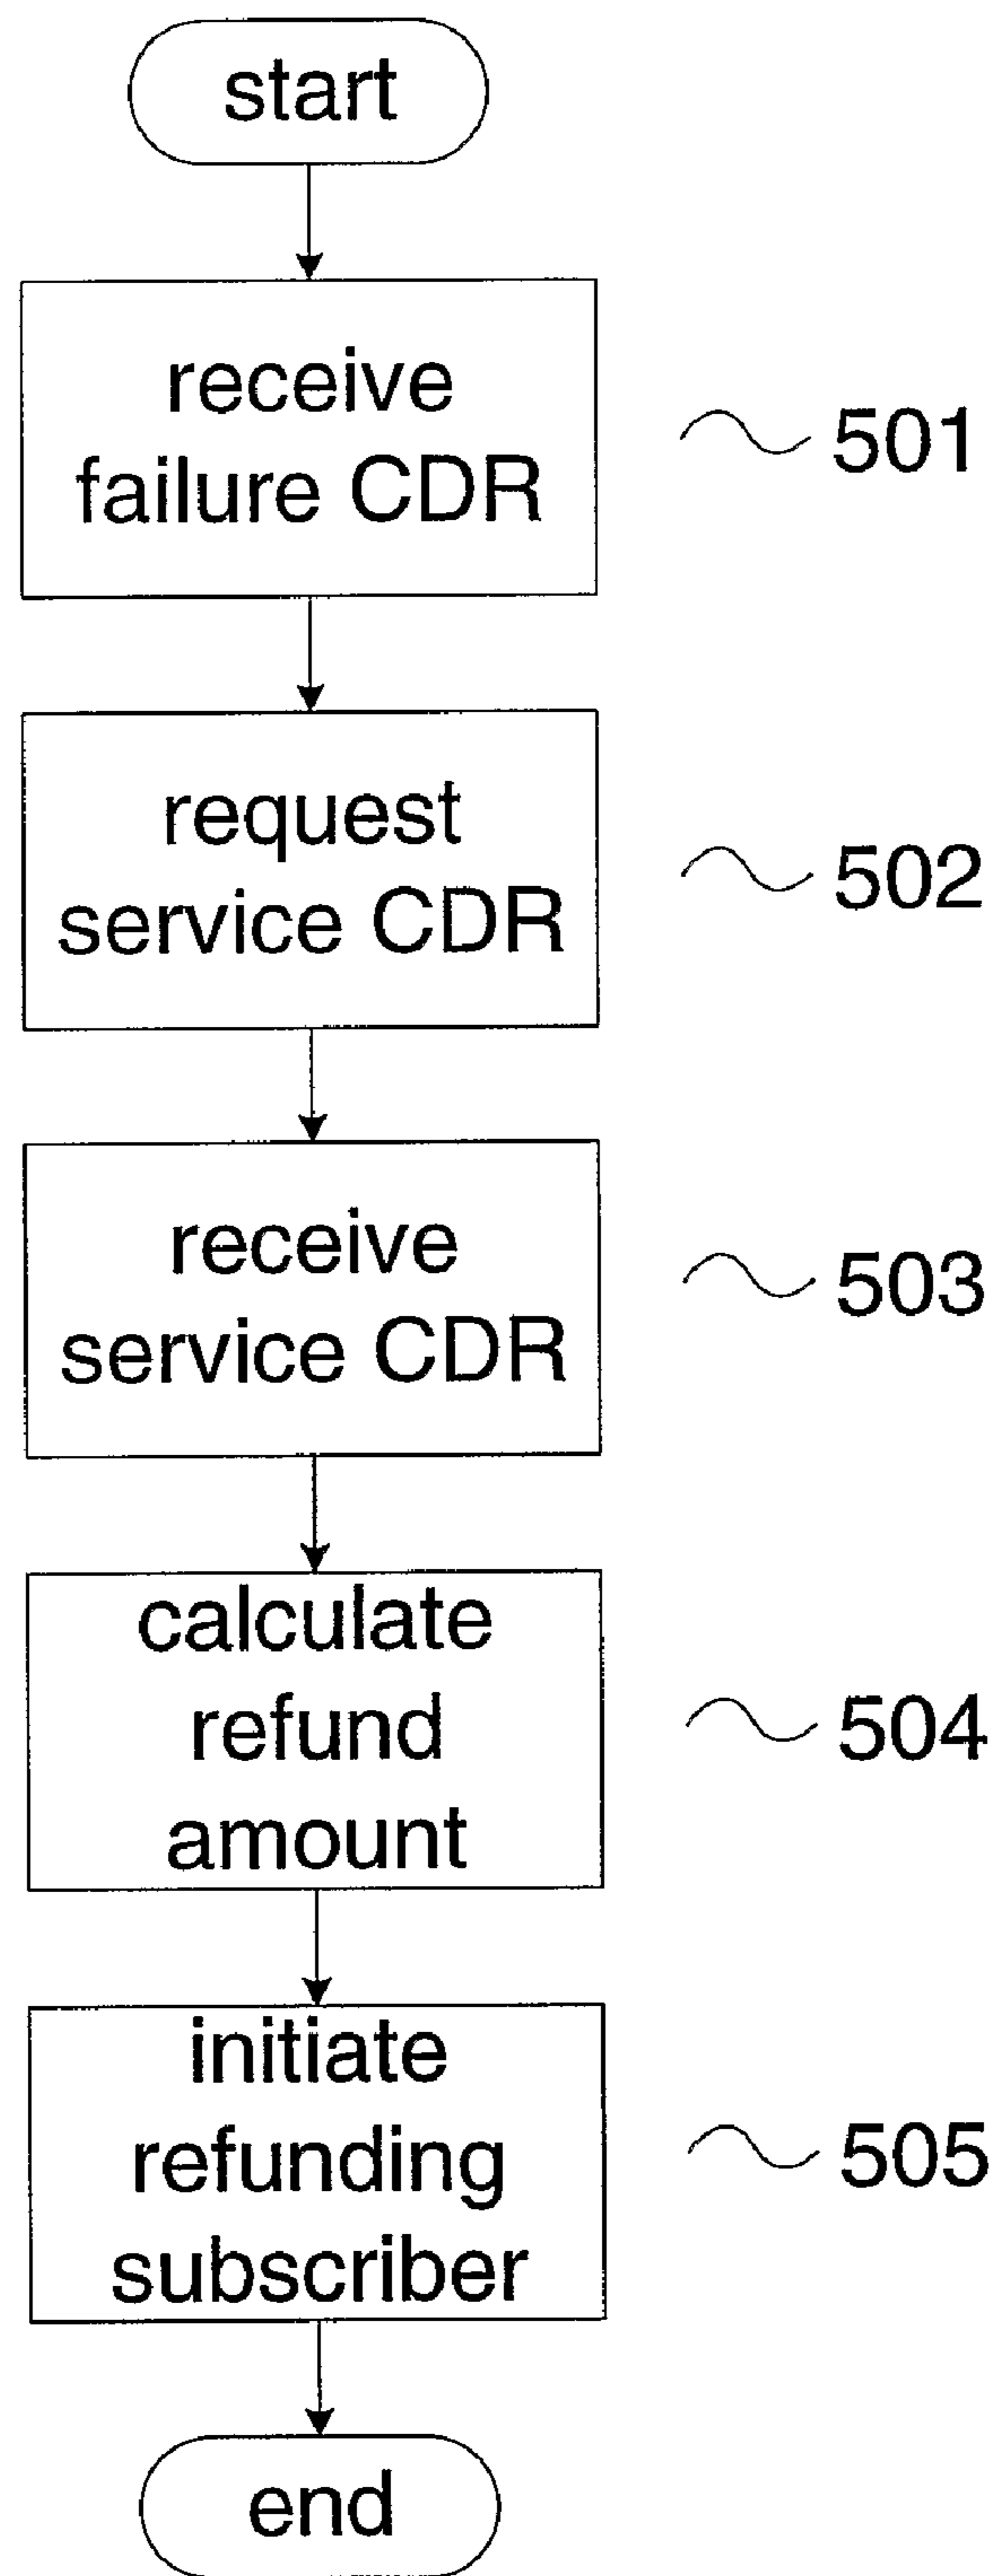 start
receive
failure CDR
501
request
service CDR
502
receive
service CDR
503
calculate
refund
amount
504
initiate
refunding
subscriber
505
end